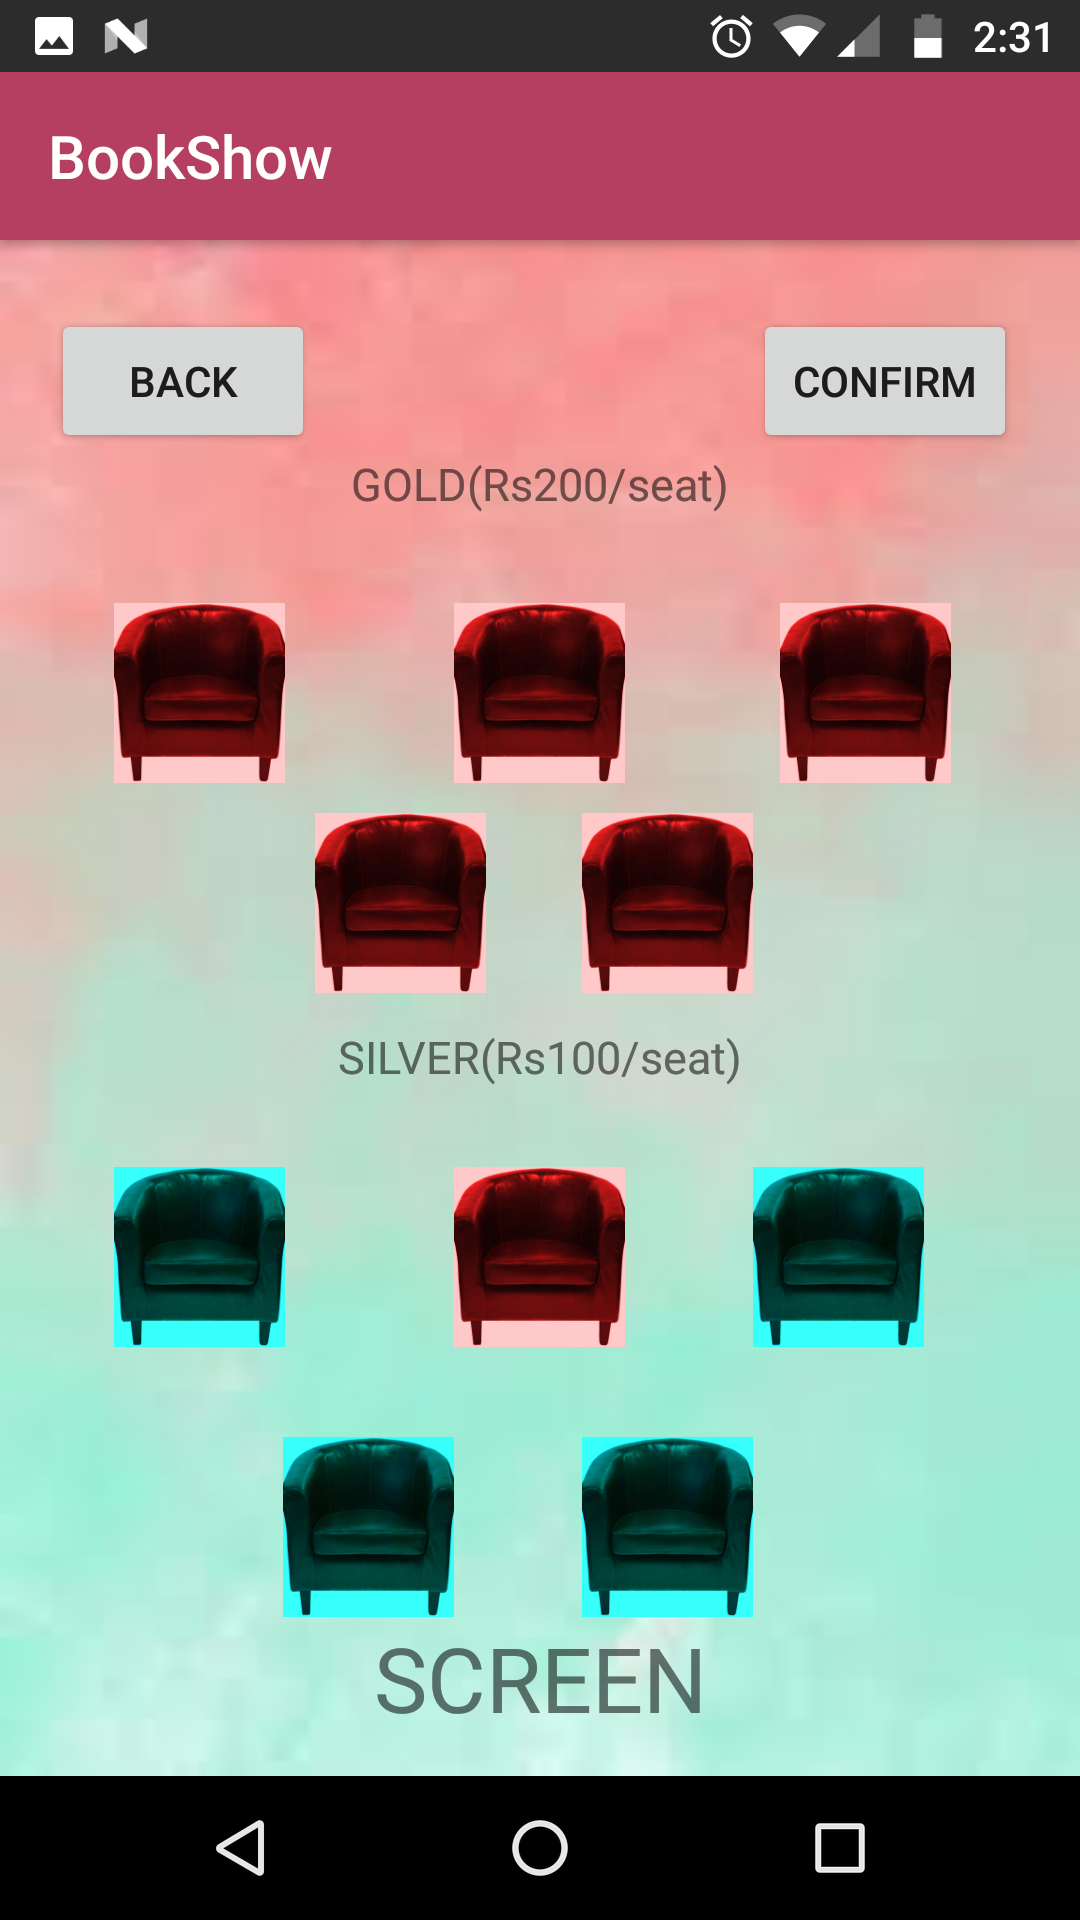 2:31
BookShow
BACK
CONFIRM
GOLD(Rs200/seat)
SILVER(Rs100/seat)
SCREEN